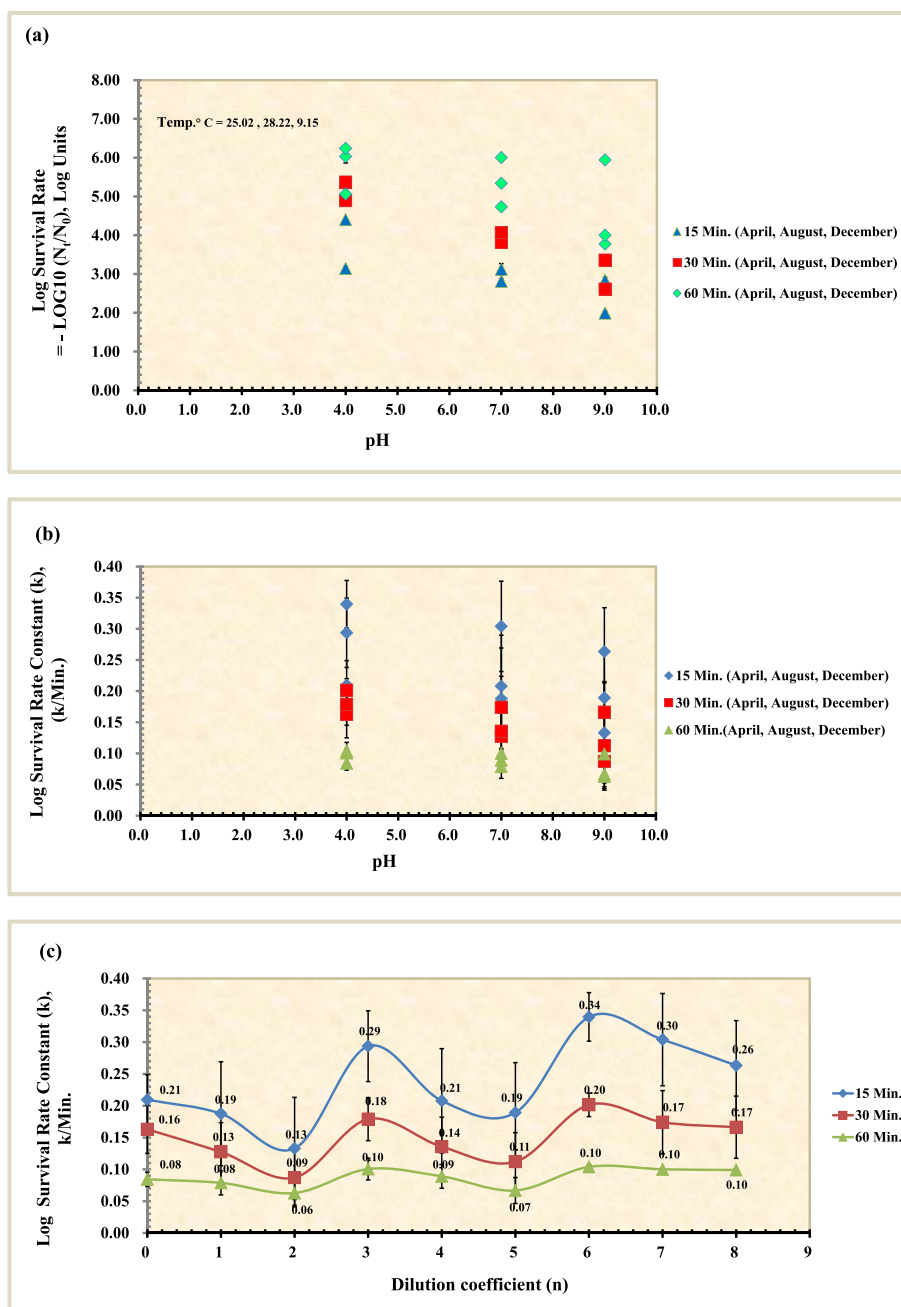 (a)
8.00
7.00
6.00
5.00
4.00
3.00
2.00
1.00
0.00
Log Survival Rate
= - LOG10 (Nt/N0), Log Units
Temp.° C = 25.02 , 28.22, 9.15
0.0 1.0 2.0 3.0 4.0 5.0 6.0 7.0 8.0 9.0 10.0
pH
15 Min. (April, August, December)
30 Min. (April, August, December)
60 Min. (April, August, December)
(b)
0.40
0.35
0.30
0.25
0.20
0.15
0.10
0.05
0.00
Log Survival Rate Constant (k),
(k/Min.)
0.0 1.0 2.0 3.0 4.0 5.0 6.0 7.0 8.0 9.0 10.0
pH
15 Min. (April, August, December)
30 Min. (April, August, December)
60 Min.(April, August, December)
(c)
0.40
0.35
0.30
0.25
0.20
0.15
0.10
0.05
0.00
Log Survival Rate Constant (k),
k/Min.
0.21 0.19 0.13 0.29 0.21 0.19 0.34 0.30 0.26
0.16 0.13 0.09 0.18 0.14 0.11 0.20 0.17 0.17
0.08 0.08 0.06 0.10 0.09 0.07 0.10 0.10 0.10
0 1 2 3 4 5 6 7 8 9
Dilution coefficient (n)
15 Min.
30 Min.
60 Min.